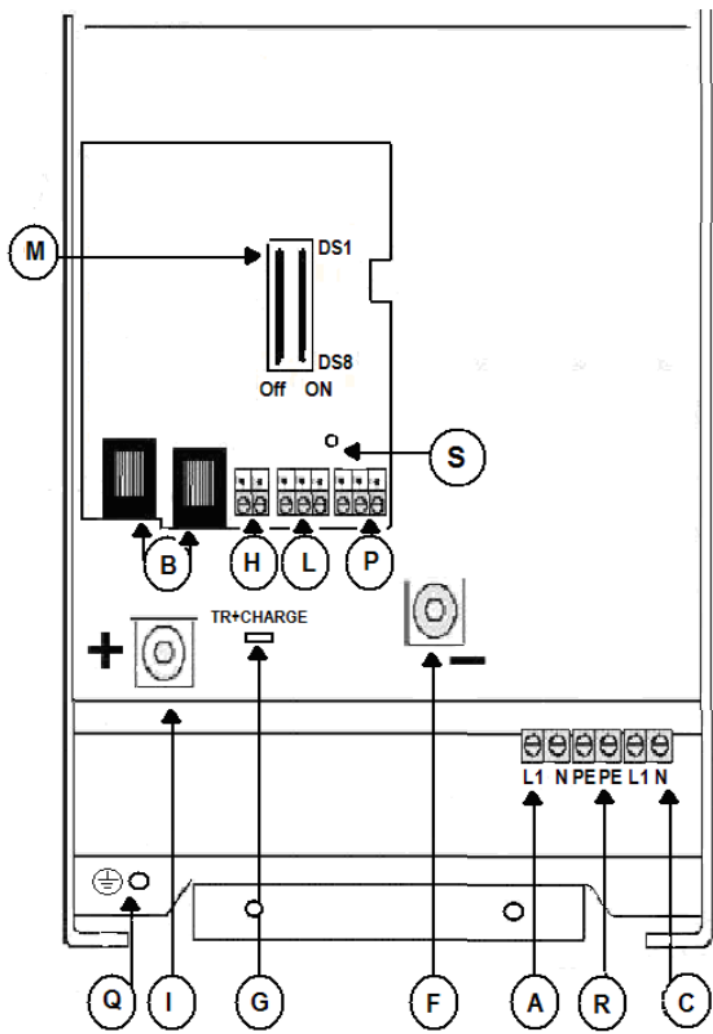 M
DS1
DS8
Off ON
S
B
H
L
P
TR+CHARGE
+
−
L1 N PE PE L1 N
Q
I
G
F
A
R
C